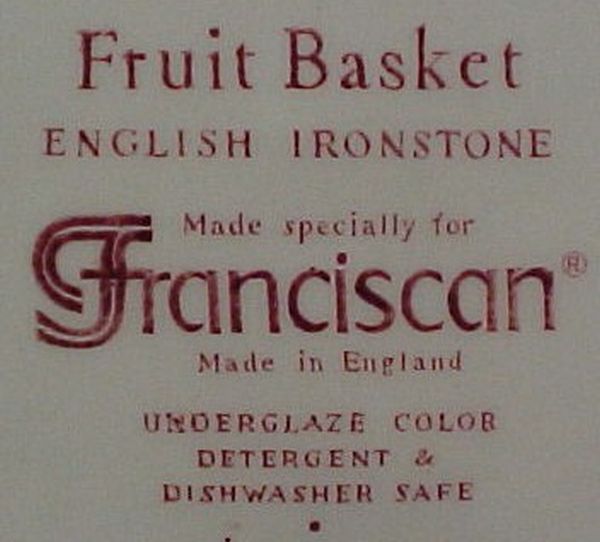 Fruit Basket
ENGLISH IRONSTONE
Made specially for
Franciscan®
Made in England
UNDERGLAZE COLOR
DETERGENT &
DISHWASHER SAFE